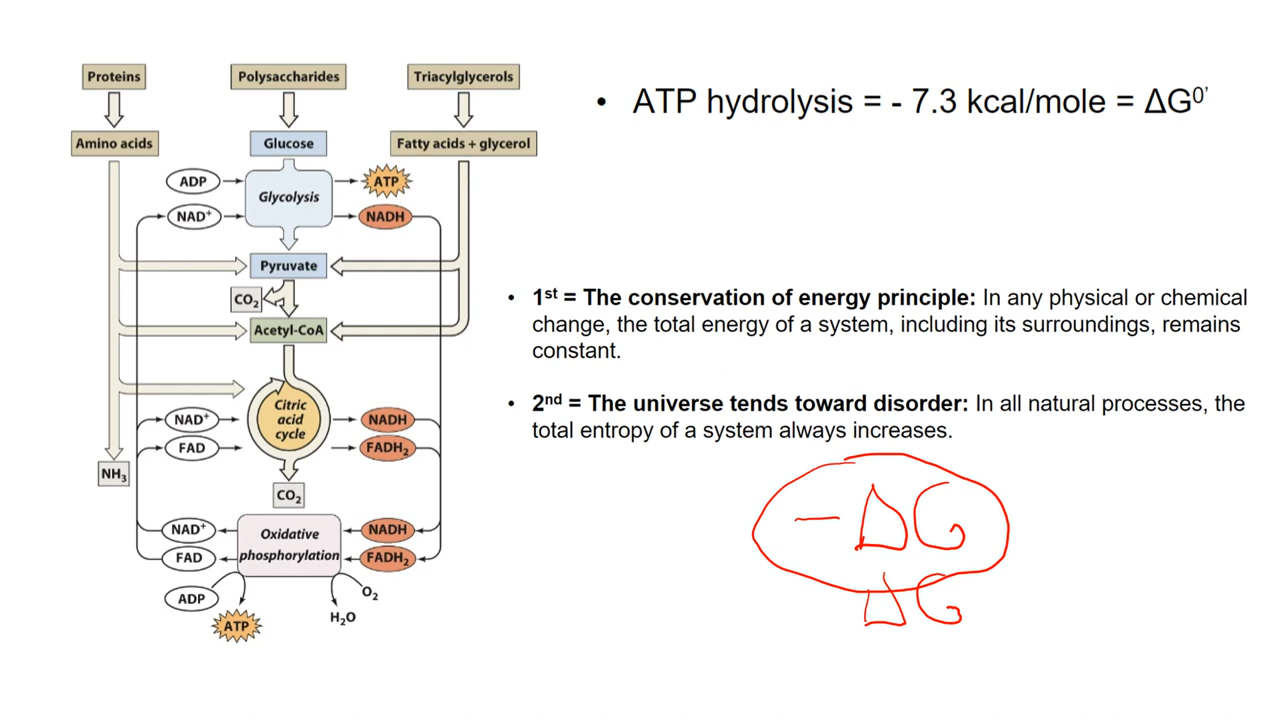 Proteins
Polysaccharides
Triacylglycerols
Amino acids
Glucose
Fatty acids + glycerol
ADP
Glycolysis
ATP
NAD⁺
NADH
Pyruvate
CO₂
Acetyl-CoA
NAD⁺
Citric
acid
cycle
NADH
FAD
FADH₂
NH₃
CO₂
NAD⁺
Oxidative
phosphorylation
NADH
FAD
FADH₂
ADP
O₂
ATP
H₂O
• ATP hydrolysis = - 7.3 kcal/mole = ΔG⁰'
• 1ˢᵗ = The conservation of energy principle: In any physical or chemical
change, the total energy of a system, including its surroundings, remains
constant.
• 2ⁿᵈ = The universe tends toward disorder: In all natural processes, the
total entropy of a system always increases.
- ΔG
ΔG